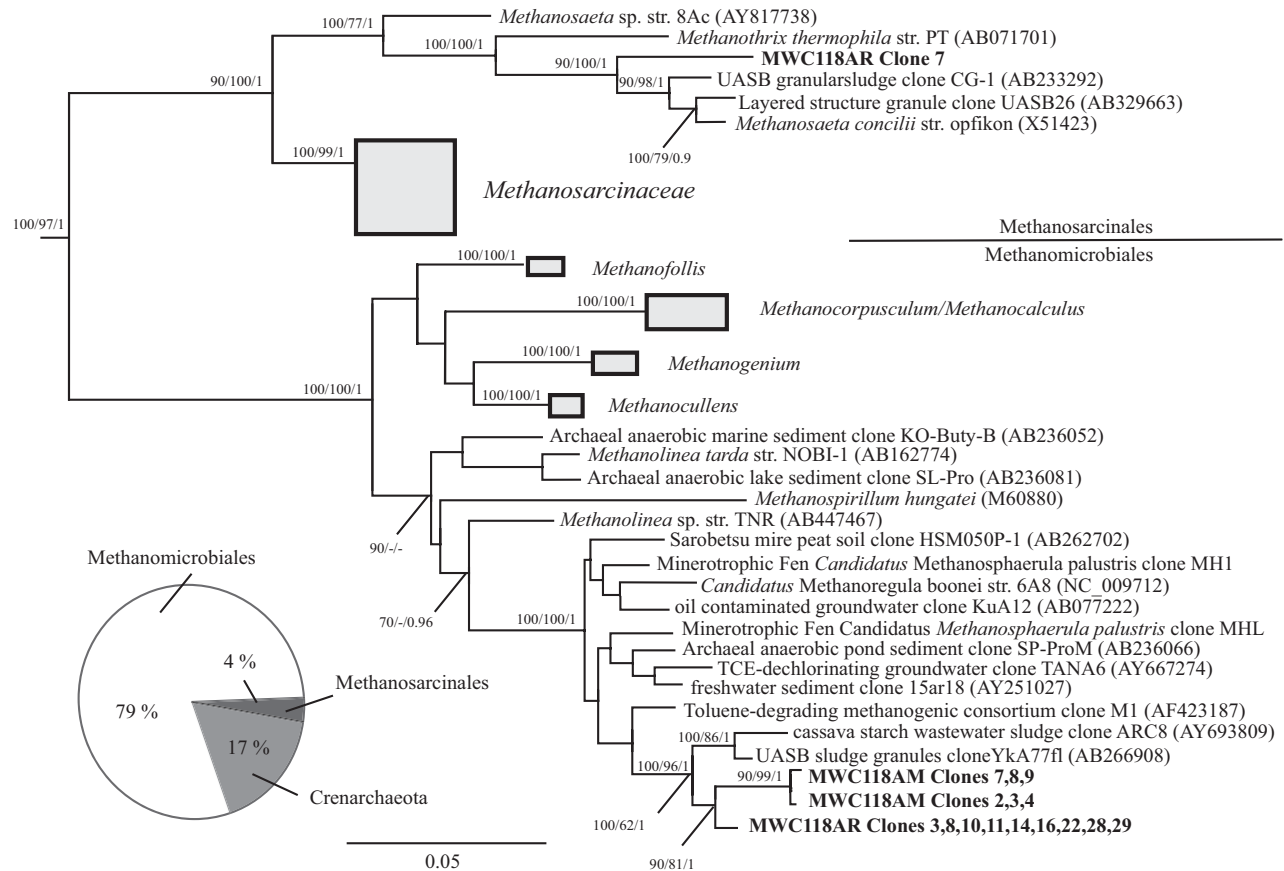 Methanosaeta sp. str. 8Ac (AY817738)
100/77/1
Methanothrix thermophila str. PT (AB071701)
100/100/1
MWC118AR Clone 7
90/100/1
UASB granularsludge clone CG-1 (AB233292)
90/98/1
90/100/1
Layered structure granule clone UASB26 (AB329663)
Methanosaeta concilii str. opfikon (X51423)
100/79/0.9
100/99/1
Methanosarcinaceae
100/97/1
Methanosarcinales
Methanomicrobiales
100/100/1
Methanofollis
100/100/1
Methanocorpusculum/Methanocalculus
100/100/1
Methanogenium
100/100/1
100/100/1
Methanocullens
Archaeal anaerobic marine sediment clone KO-Buty-B (AB236052)
Methanolinea tarda str. NOBI-1 (AB162774)
Archaeal anaerobic lake sediment clone SL-Pro (AB236081)
Methanospirillum hungatei (M60880)
Methanolinea sp. str. TNR (AB447467)
90/-/-
Sarobetsu mire peat soil clone HSM050P-1 (AB262702)
Minerotrophic Fen Candidatus Methanosphaerula palustris clone MH1
Candidatus Methanoregula boonei str. 6A8 (NC_009712)
oil contaminated groundwater clone KuA12 (AB077222)
70/-/0.96
100/100/1
Minerotrophic Fen Candidatus Methanosphaerula palustris clone MHL
Archaeal anaerobic pond sediment clone SP-ProM (AB236066)
TCE-dechlorinating groundwater clone TANA6 (AY667274)
freshwater sediment clone 15ar18 (AY251027)
Toluene-degrading methanogenic consortium clone M1 (AF423187)
cassava starch wastewater sludge clone ARC8 (AY693809)
100/86/1
UASB sludge granules cloneYkA77fl (AB266908)
100/96/1
90/99/1
MWC118AM Clones 7,8,9
MWC118AM Clones 2,3,4
100/62/1
MWC118AR Clones 3,8,10,11,14,16,22,28,29
90/81/1
0.05
Methanomicrobiales
4 %
Methanosarcinales
79 %
17 %
Crenarchaeota